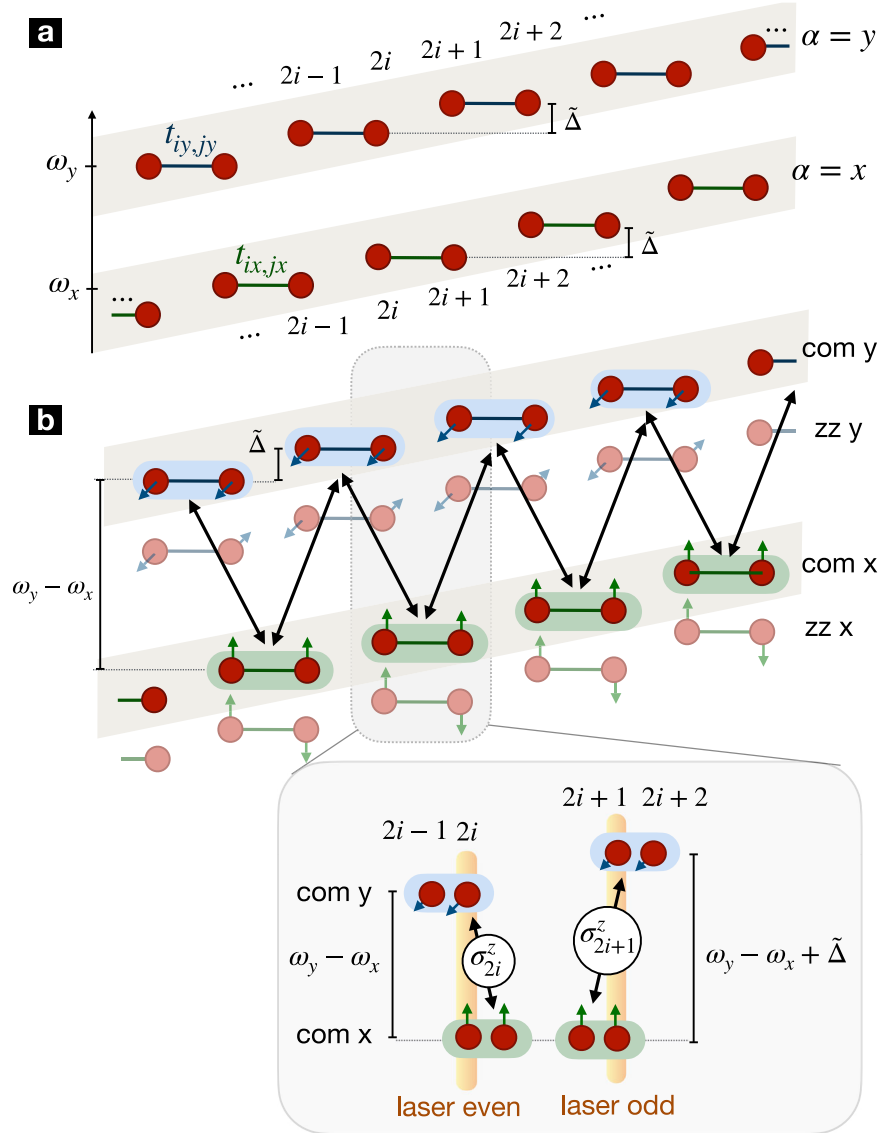 a
... 2i − 1 2i 2i + 1 2i + 2 ... ... α = y
Δ̃
t_{iy,jy}
ω_y
α = x
t_{ix,jx}
Δ̃
ω_x
...
... 2i − 1 2i 2i + 1 2i + 2 ...
b
com y
Δ̃
zz y
ω_y − ω_x
com x
zz x
2i − 1 2i 2i + 1 2i + 2
com y
ω_y − ω_x σ^z_{2i} σ^z_{2i+1} ω_y − ω_x + Δ̃
com x
laser even laser odd